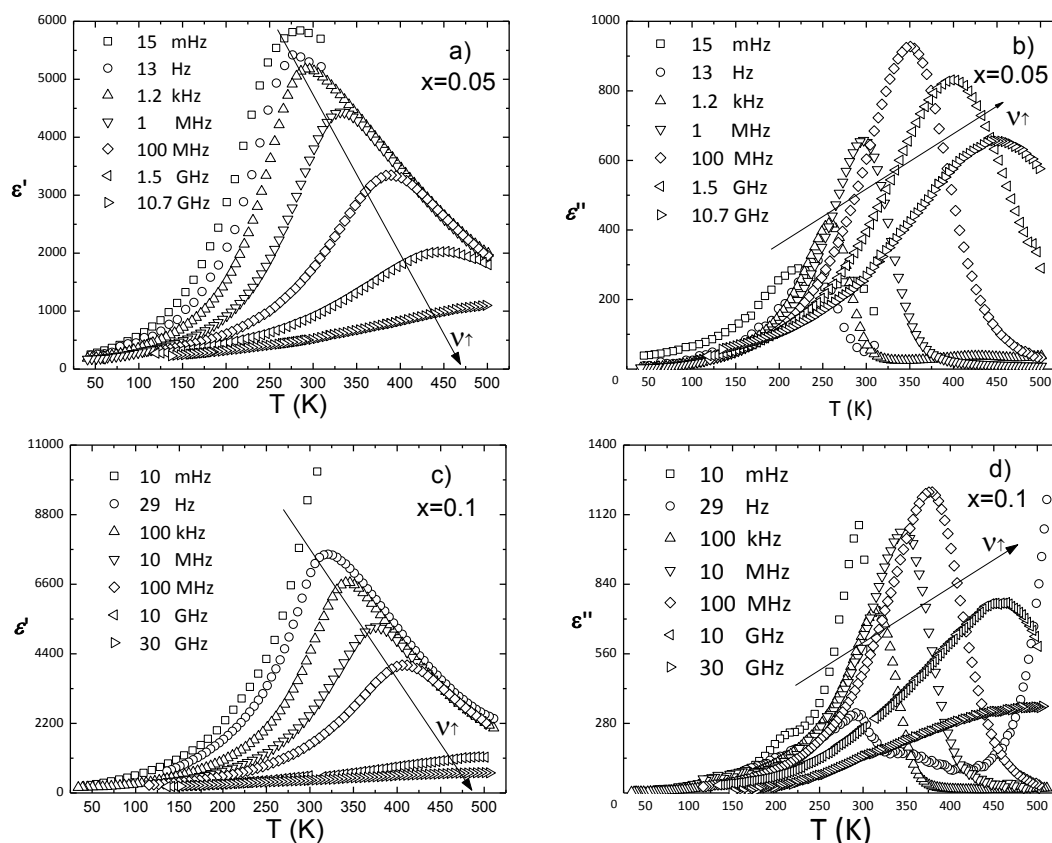 a)
x=0.05
15 mHz
13 Hz
1.2 kHz
1 MHz
100 MHz
1.5 GHz
10.7 GHz
ν↑
ε'
6000
5000
4000
3000
2000
1000
0
50 100 150 200 250 300 350 400 450 500
T (K)
b)
x=0.05
15 mHz
13 Hz
1.2 kHz
1 MHz
100 MHz
1.5 GHz
10.7 GHz
ν↑
ε''
1000
800
600
400
200
0
50 100 150 200 250 300 350 400 450 500
T (K)
c)
x=0.1
10 mHz
29 Hz
100 kHz
10 MHz
100 MHz
10 GHz
30 GHz
ν↑
ε'
11000
8800
6600
4400
2200
0
50 100 150 200 250 300 350 400 450 500
T (K)
d)
x=0.1
10 mHz
29 Hz
100 kHz
10 MHz
100 MHz
10 GHz
30 GHz
ν↑
ε''
1400
1120
840
560
280
0
50 100 150 200 250 300 350 400 450 500
T (K)